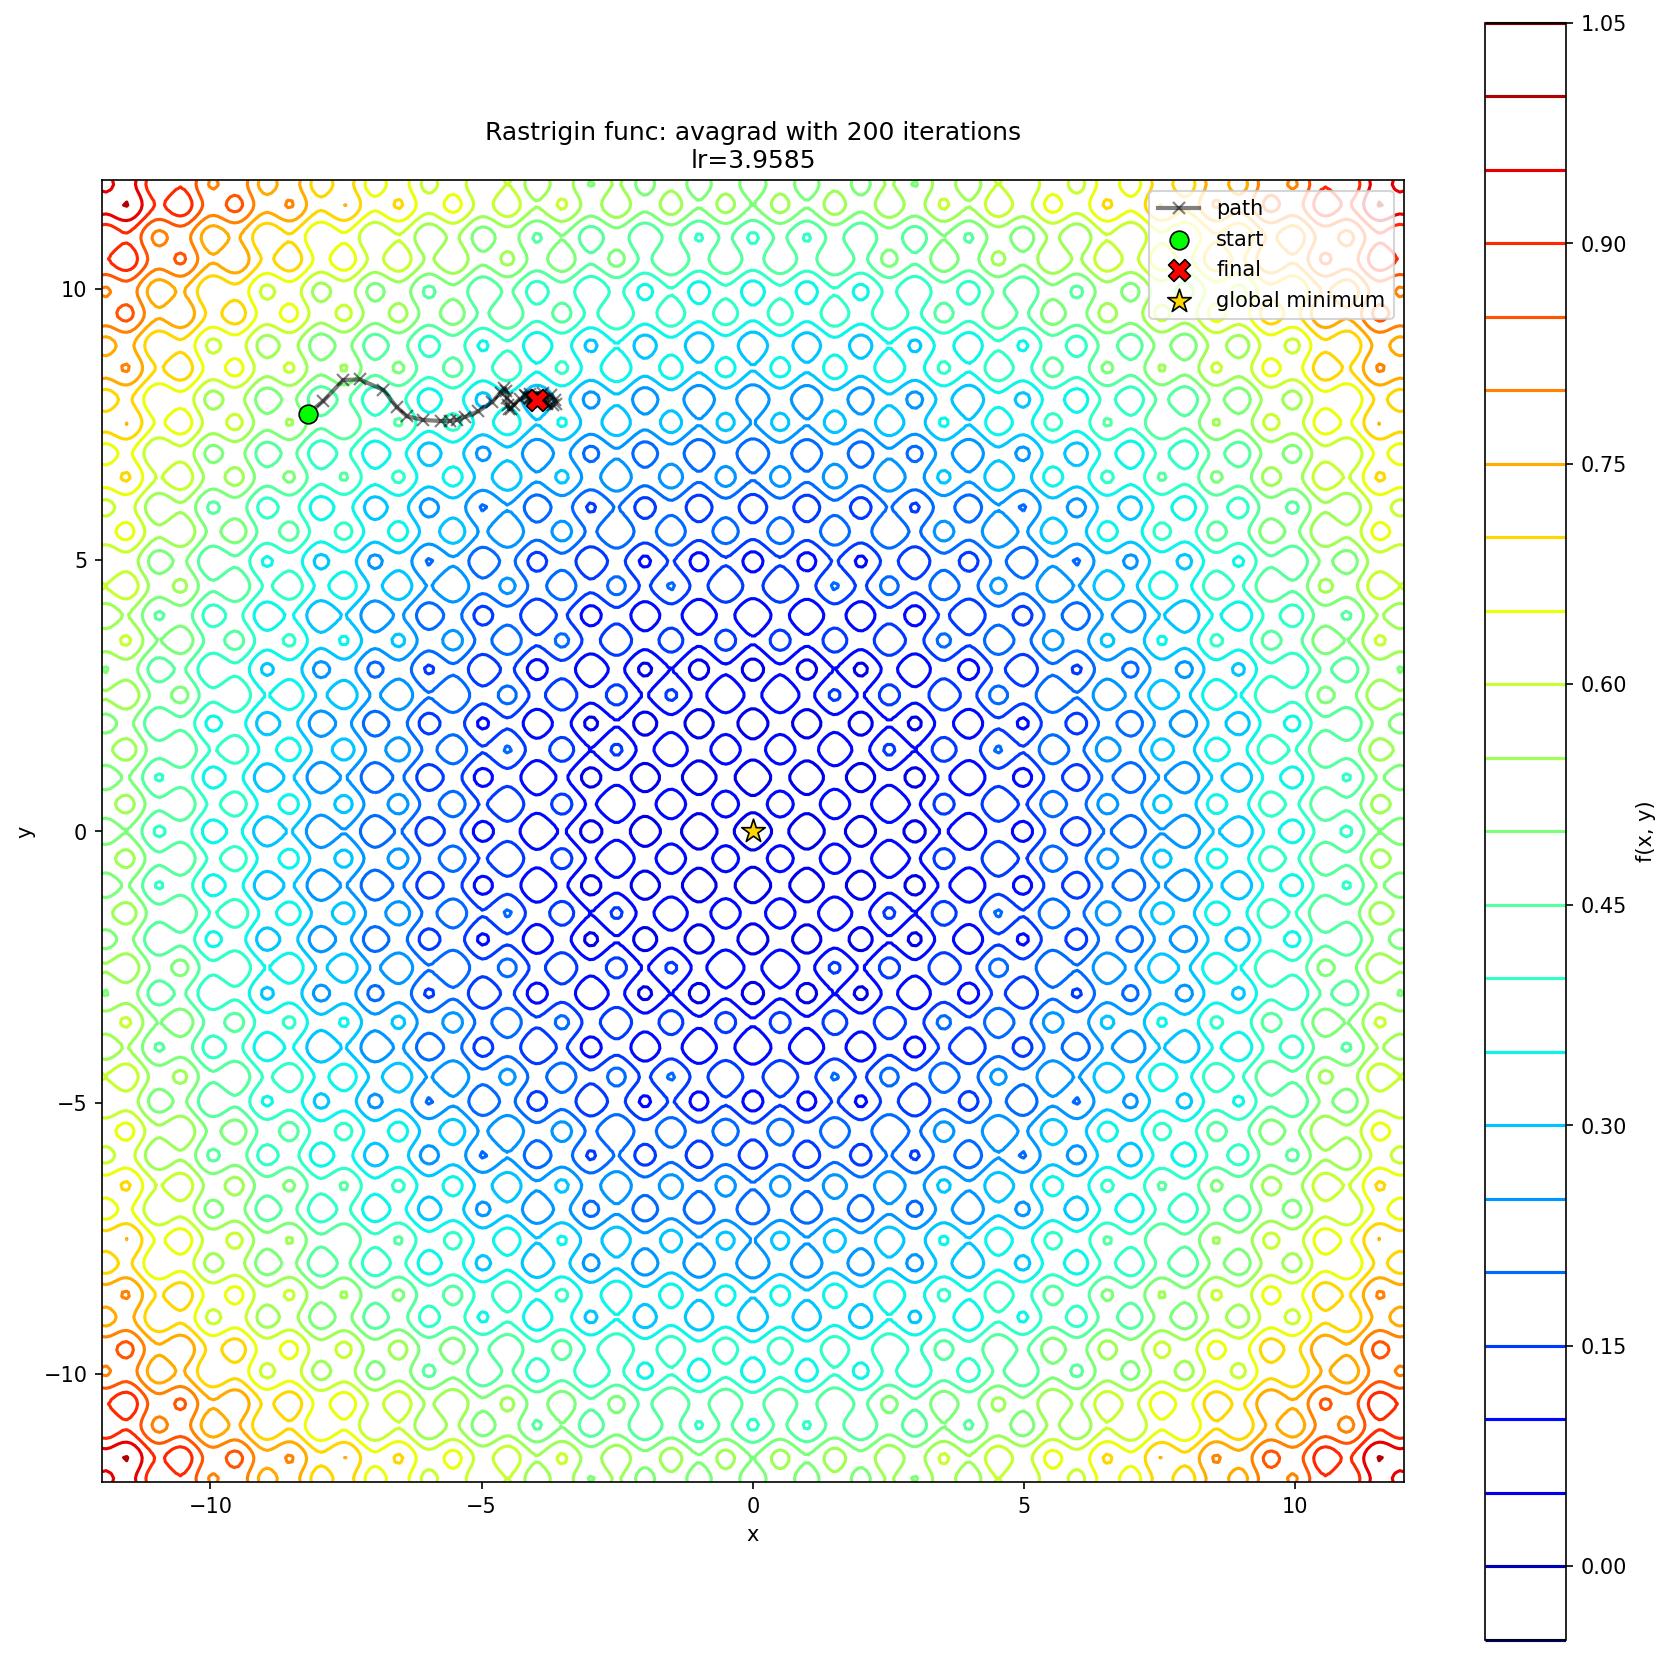 Rastrigin func: avagrad with 200 iterations
lr=3.9585
path
start
final
global minimum
10
5
0
−5
−10
y
−10
−5
0
5
10
x
1.05
0.90
0.75
0.60
0.45
0.30
0.15
0.00
f(x, y)